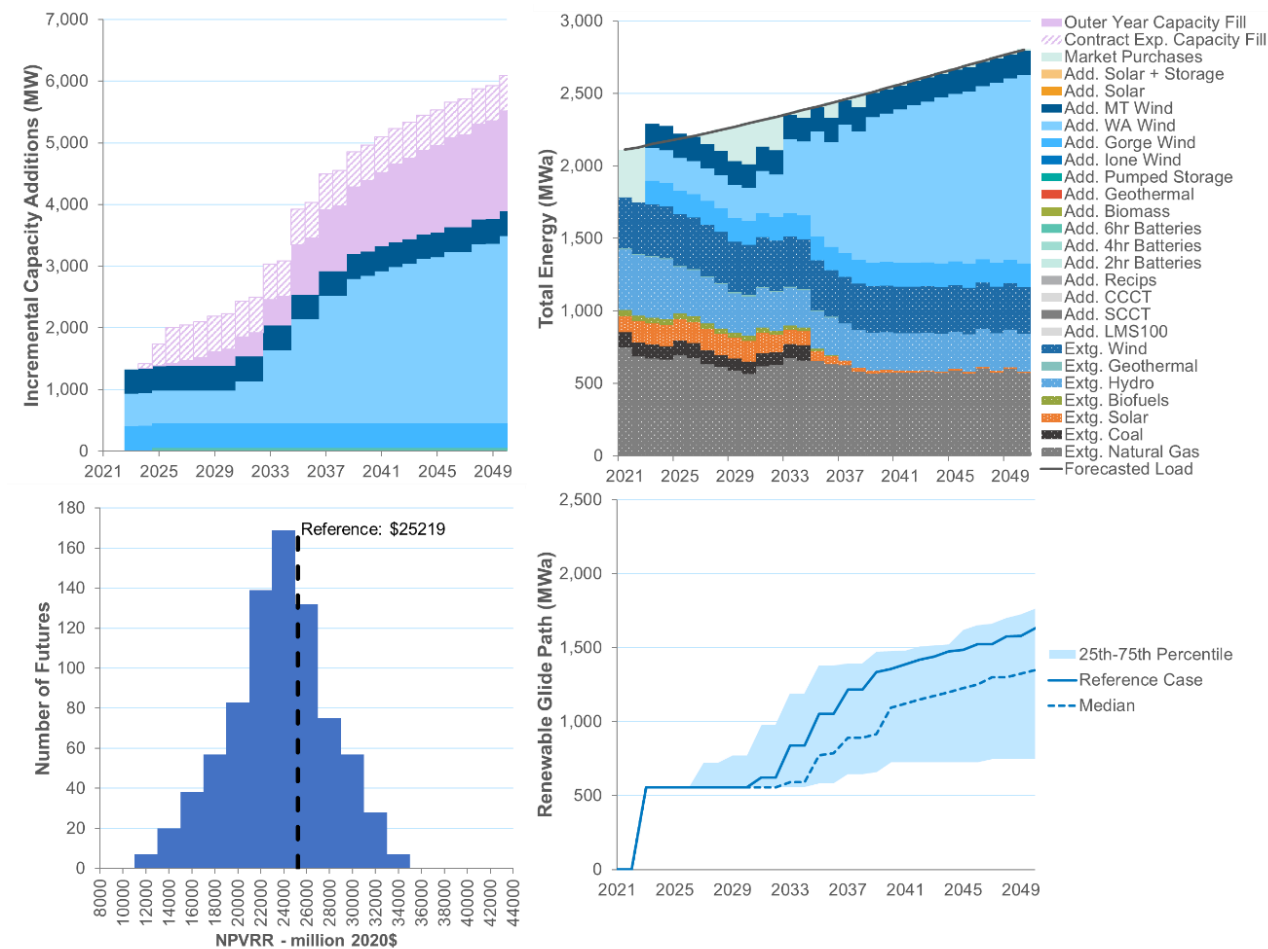 7,000
6,000
5,000
4,000
3,000
2,000
1,000
0
Incremental Capacity Additions (MW)
2021 2025 2029 2033 2037 2041 2045 2049
3,000
2,500
2,000
1,500
1,000
500
0
Total Energy (MWa)
2021 2025 2029 2033 2037 2041 2045 2049
Outer Year Capacity Fill
Contract Exp. Capacity Fill
Market Purchases
Add. Solar + Storage
Add. Solar
Add. MT Wind
Add. WA Wind
Add. Gorge Wind
Add. Ione Wind
Add. Pumped Storage
Add. Geothermal
Add. Biomass
Add. 6hr Batteries
Add. 4hr Batteries
Add. 2hr Batteries
Add. Recips
Add. CCCT
Add. SCCT
Add. LMS100
Extg. Wind
Extg. Geothermal
Extg. Hydro
Extg. Biofuels
Extg. Solar
Extg. Coal
Extg. Natural Gas
Forecasted Load
180
160
140
120
100
80
60
40
20
0
Number of Futures
Reference: $25219
8000 10000 12000 14000 16000 18000 20000 22000 24000 26000 28000 30000 32000 34000 36000 38000 40000 42000 44000
NPVRR - million 2020$
2,500
2,000
1,500
1,000
500
0
Renewable Glide Path (MWa)
2021 2025 2029 2033 2037 2041 2045 2049
25th-75th Percentile
Reference Case
Median